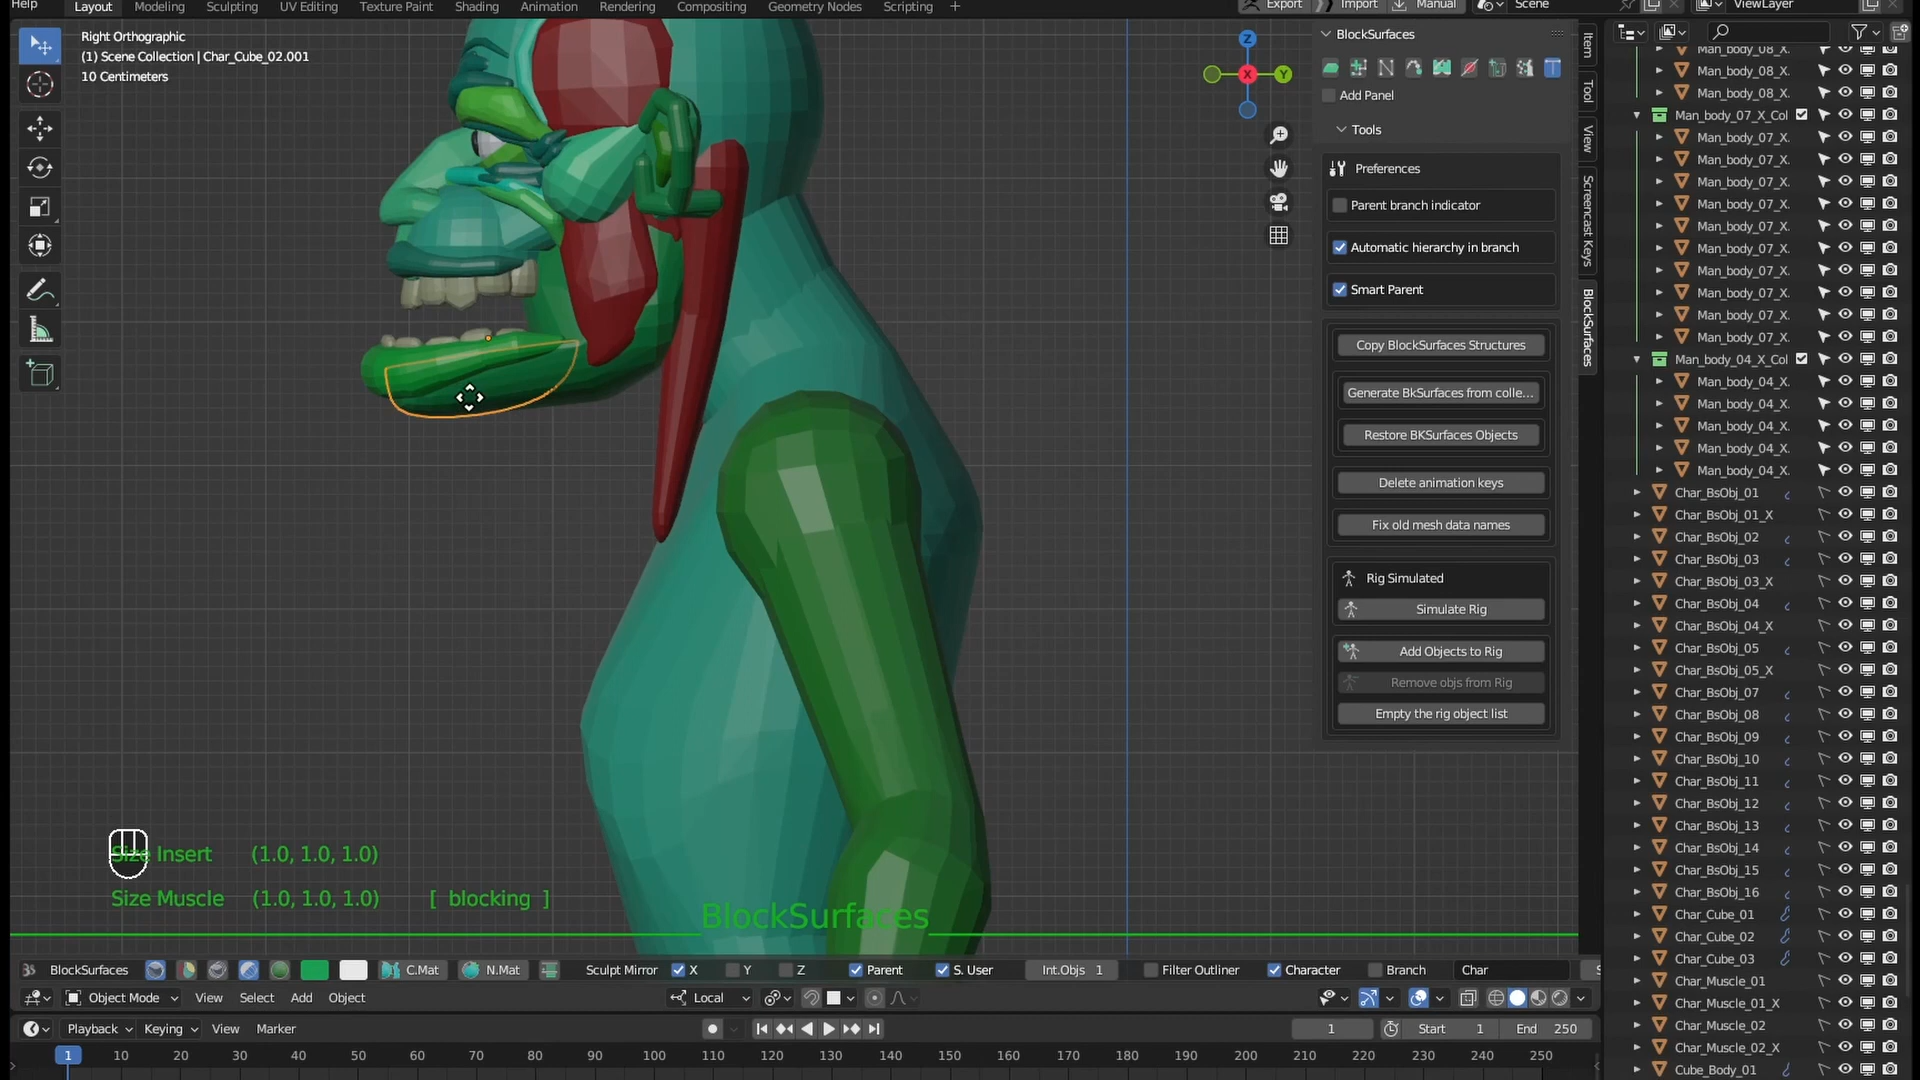 Help
Layout Modeling Sculpting UV Editing Texture Paint Shading Animation Rendering Compositing Geometry Nodes Scripting +
Export Import Manual Scene ViewLayer
Right Orthographic
(1) Scene Collection | Char_Cube_02.001
10 Centimeters
Z
X
Y
BlockSurfaces
Add Panel
Tools
Preferences
Parent branch indicator
Automatic hierarchy in branch
Smart Parent
Copy BlockSurfaces Structures
Generate BkSurfaces from colle...
Restore BKSurfaces Objects
Delete animation keys
Fix old mesh data names
Rig Simulated
Simulate Rig
Add Objects to Rig
Remove objs from Rig
Empty the rig object list
Item
Tool
View
Screencast Keys
BlockSurfaces
Man_body_08_X.
Man_body_08_X.
Man_body_08_X.
Man_body_07_X_Col
Man_body_07_X.
Man_body_07_X.
Man_body_07_X.
Man_body_07_X.
Man_body_07_X.
Man_body_07_X.
Man_body_07_X.
Man_body_07_X.
Man_body_07_X.
Man_body_07_X.
Man_body_04_X_Col
Man_body_04_X.
Man_body_04_X.
Man_body_04_X.
Man_body_04_X.
Man_body_04_X.
Char_BsObj_01
Char_BsObj_01_X
Char_BsObj_02
Char_BsObj_03
Char_BsObj_03_X
Char_BsObj_04
Char_BsObj_04_X
Char_BsObj_05
Char_BsObj_05_X
Char_BsObj_07
Char_BsObj_08
Char_BsObj_09
Char_BsObj_10
Char_BsObj_11
Char_BsObj_12
Char_BsObj_13
Char_BsObj_14
Char_BsObj_15
Char_BsObj_16
Char_Cube_01
Char_Cube_02
Char_Cube_03
Char_Muscle_01
Char_Muscle_01_X
Char_Muscle_02
Char_Muscle_02_X
Cube_Body_01
Size Insert (1.0, 1.0, 1.0)
Size Muscle (1.0, 1.0, 1.0) [ blocking ]
BlockSurfaces
BlockSurfaces C.Mat N.Mat Sculpt Mirror X Y Z Parent S. User Int.Objs 1 Filter Outliner Character Branch Char
Object Mode View Select Add Object Local
Playback Keying View Marker 1 Start 1 End 250
1 10 20 30 40 50 60 70 80 90 100 110 120 130 140 150 160 170 180 190 200 210 220 230 240 250